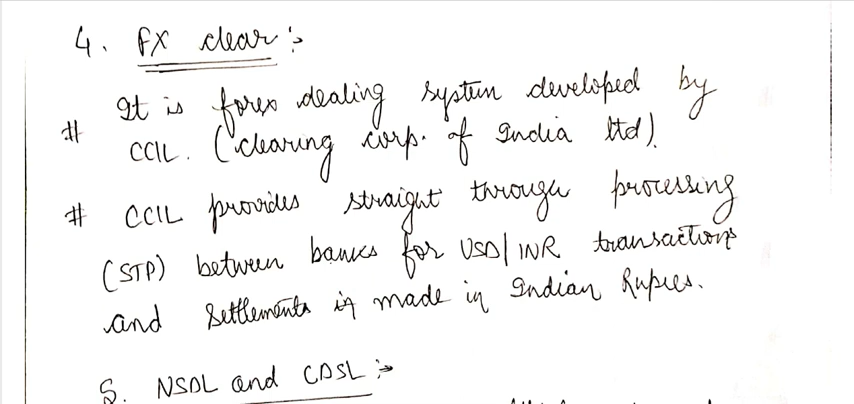 4. FX clear :-
# It is forex dealing system developed by
CCIL. (clearing corp. of India ltd).
# CCIL provides straight through processing
(STP) between banks for USD/INR transactions
and Settlements is made in Indian Rupees.
5. NSDL and CDSL :-